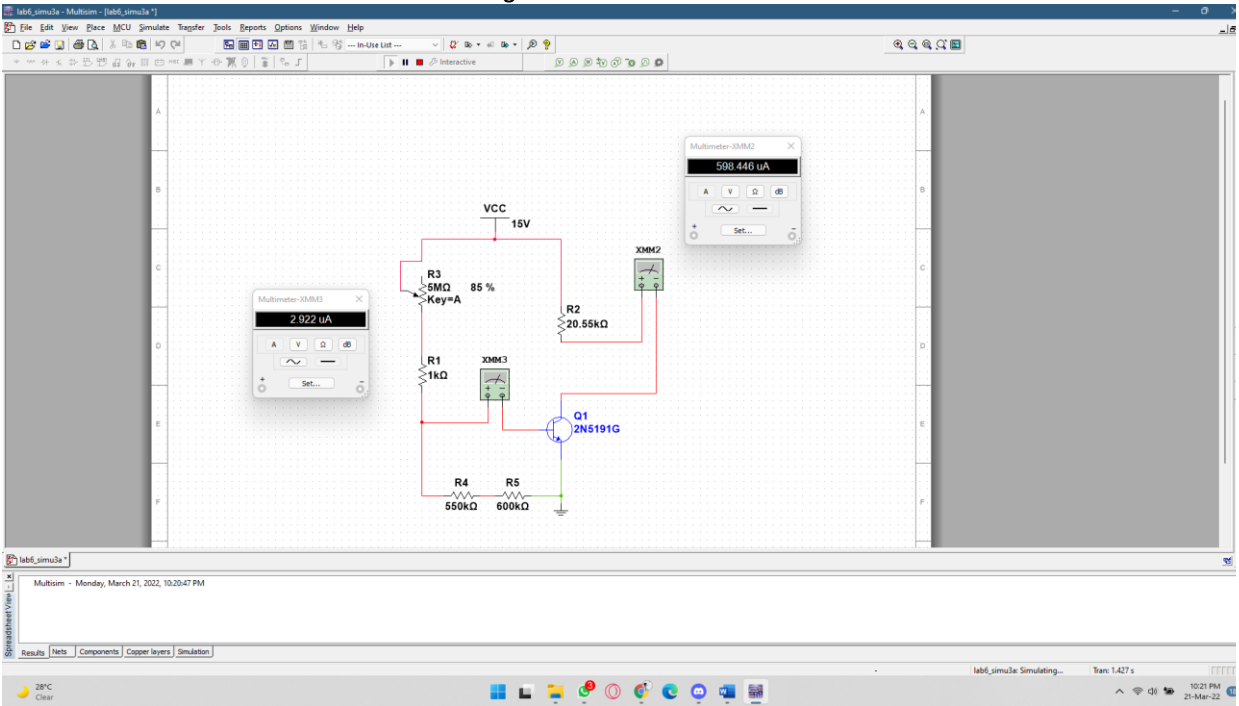 lab6_simu3a - Multisim - [lab6_simu3a *]
File Edit View Place MCU Simulate Transfer Tools Reports Options Window Help
--- In-Use List ---
Interactive
A
A
Multimeter-XMM2
598.446 uA
A V Ω dB
Set...
+
–
B
B
VCC
15V
XMM2
+ –
C
C
R3
5MΩ 85 %
Key=A
Multimeter-XMM3
2.922 uA
A V Ω dB
Set...
+
–
R2
20.55kΩ
D
D
R1
1kΩ
XMM3
+ –
Q1
2N5191G
E
E
R4 R5
550kΩ 600kΩ
F
F
lab6_simu3a *
Multisim - Monday, March 21, 2022, 10:20:47 PM
Spreadsheet View
Results Nets Components Copper layers Simulation
- lab6_simu3a: Simulating... Tran: 1.427 s
28°C
Clear
3
10:21 PM
21-Mar-22